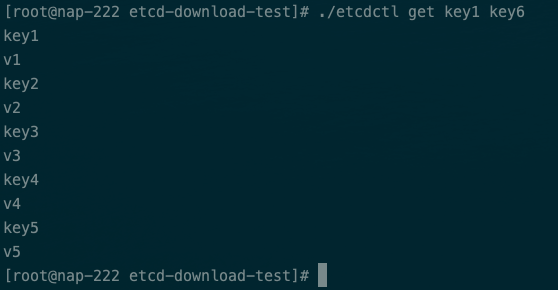 [root@nap-222 etcd-download-test]# ./etcdctl get key1 key6
key1
v1
key2
v2
key3
v3
key4
v4
key5
v5
[root@nap-222 etcd-download-test]#